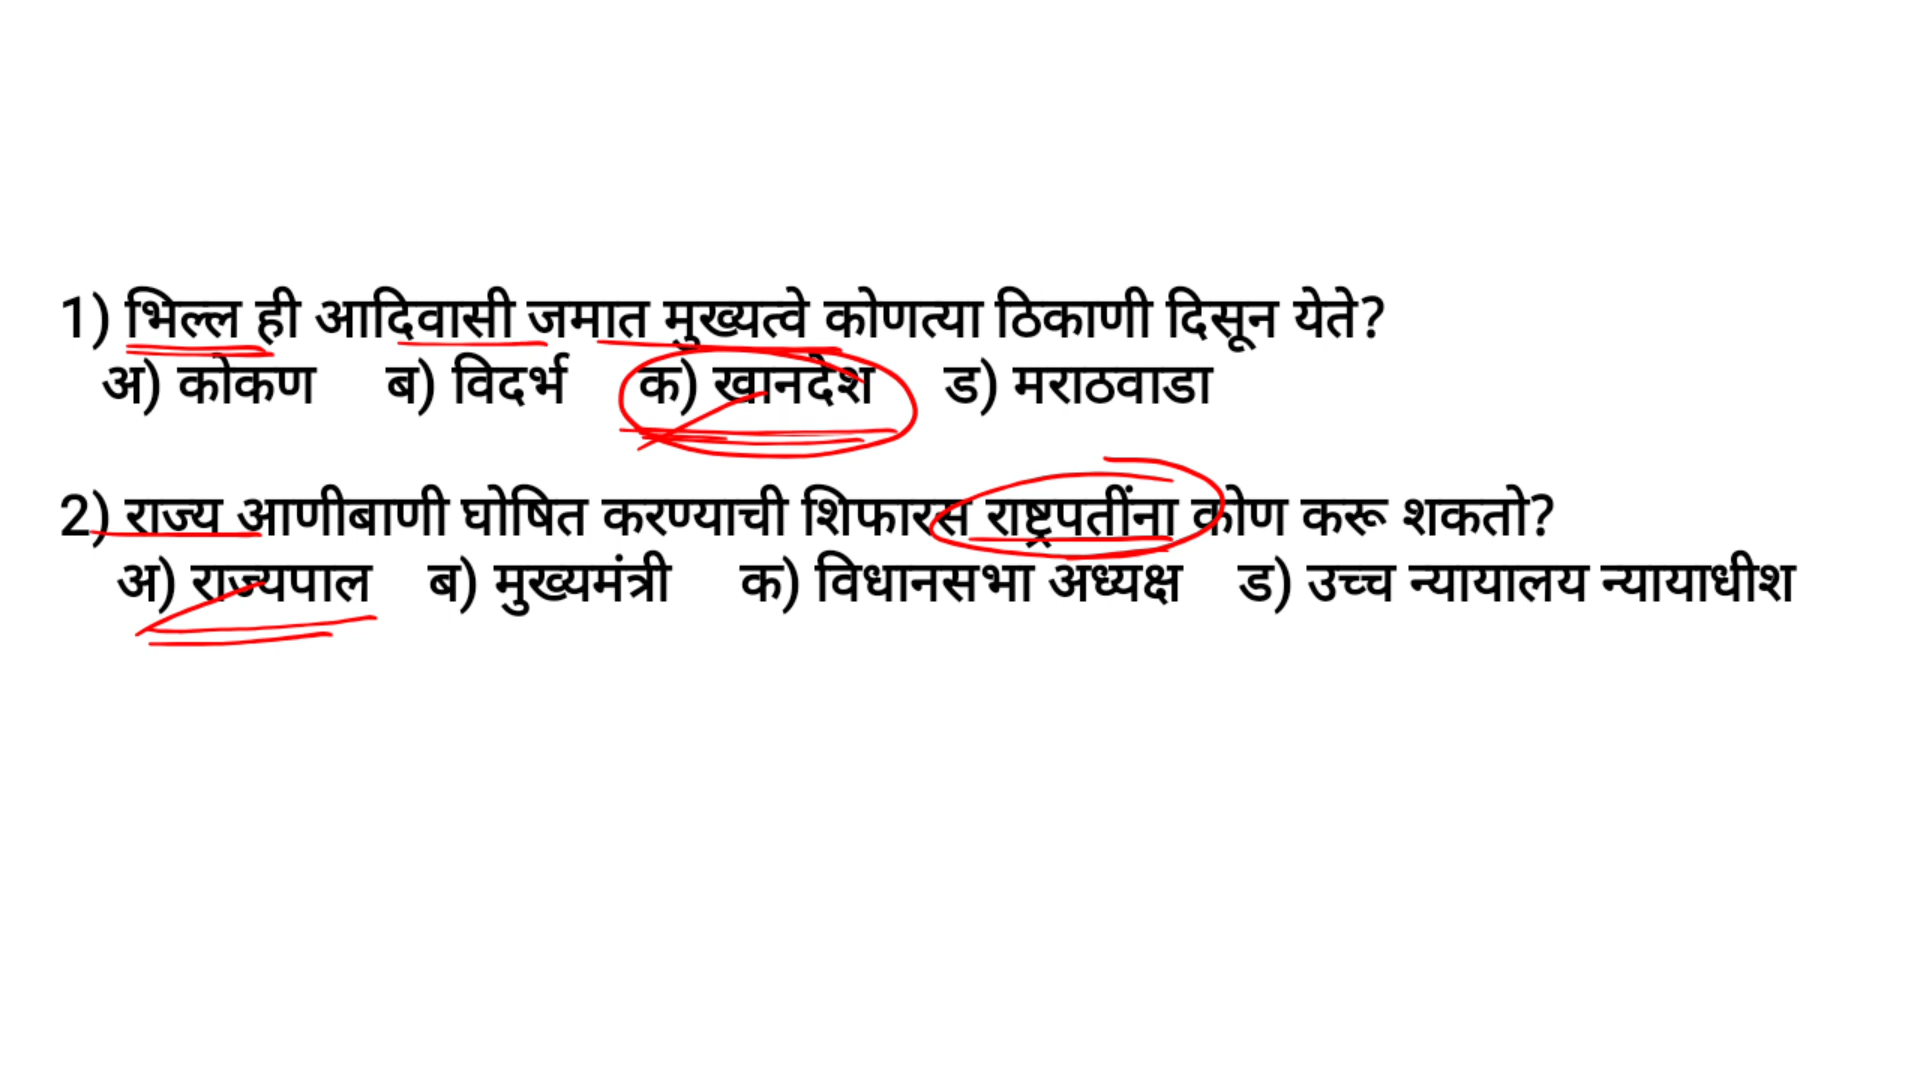 1) भिल्ल ही आदिवासी जमात मुख्यत्वे कोणत्या ठिकाणी दिसून येते?
अ) कोकण ब) विदर्भ क) खानदेश ड) मराठवाडा
2) राज्य आणीबाणी घोषित करण्याची शिफारस राष्ट्रपतींना कोण करू शकतो?
अ) राज्यपाल ब) मुख्यमंत्री क) विधानसभा अध्यक्ष ड) उच्च न्यायालय न्यायाधीश